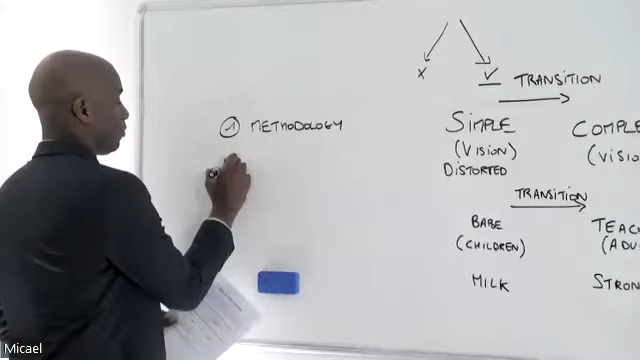 X ✓ TRANSITION
① METHODOLOGY
SIMPLE COMPLE
(VISION) (VISIO
DISTORTED
TRANSITION
BABE TEAC
(CHILDREN) (ADU
MILK STRON
Micael